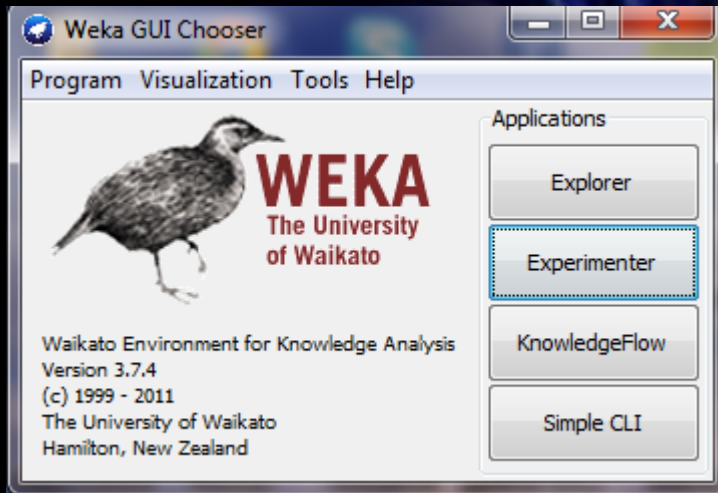 Weka GUI Chooser
Program Visualization Tools Help
WEKA
The University
of Waikato
Waikato Environment for Knowledge Analysis
Version 3.7.4
(c) 1999 - 2011
The University of Waikato
Hamilton, New Zealand
Applications
Explorer
Experimenter
KnowledgeFlow
Simple CLI